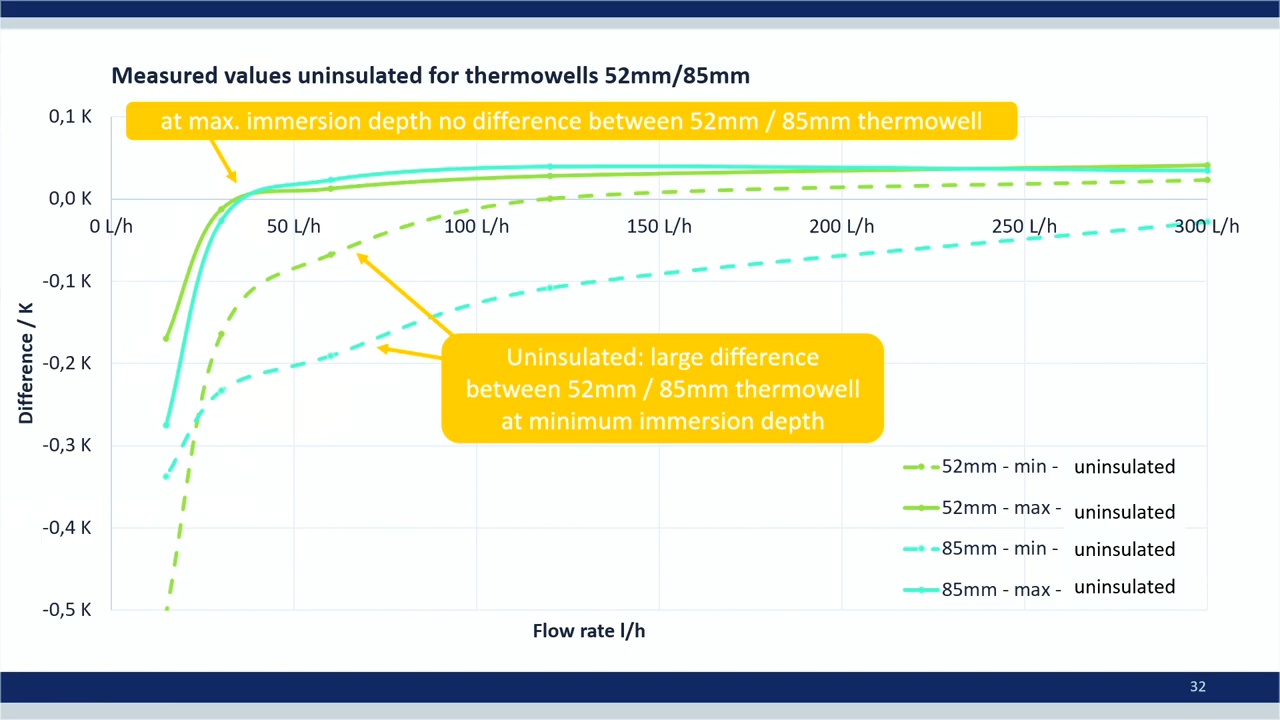 Measured values uninsulated for thermowells 52mm/85mm
at max. immersion depth no difference between 52mm / 85mm thermowell
0,1 K
0,0 K
-0,1 K
-0,2 K
-0,3 K
-0,4 K
-0,5 K
Difference / K
0 L/h
50 L/h
100 L/h
150 L/h
200 L/h
250 L/h
300 L/h
Uninsulated: large difference
between 52mm / 85mm thermowell
at minimum immersion depth
52mm - min - uninsulated
52mm - max - uninsulated
85mm - min - uninsulated
85mm - max - uninsulated
Flow rate l/h
32